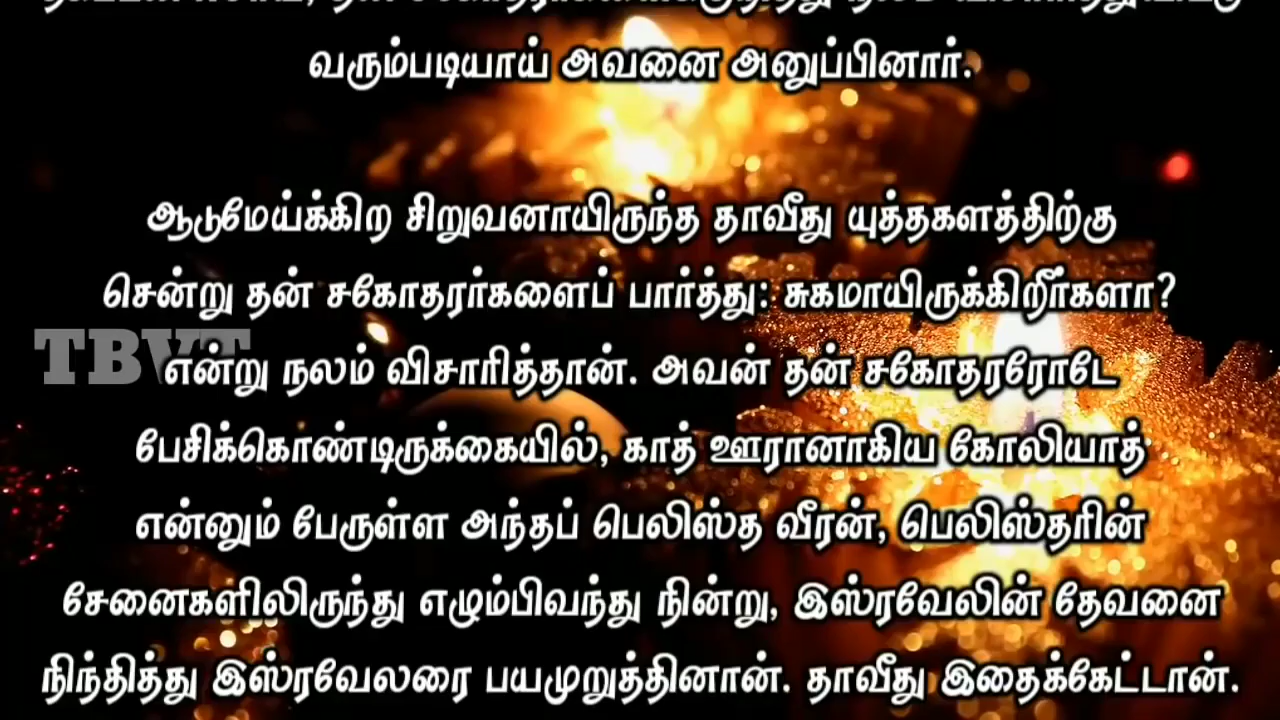 வரும்படியாய் அவனை அனுப்பினார்.
ஆடுமேய்க்கிற சிறுவனாயிருந்த தாவீது யுத்தகளத்திற்கு
சென்று தன் சகோதரர்களைப் பார்த்து: சுகமாயிருக்கிறீர்களா?
TBVT
என்று நலம் விசாரித்தான். அவன் தன் சகோதரரோடே
பேசிக்கொண்டிருக்கையில், காத் ஊரானாகிய கோலியாத்
என்னும் பேருள்ள அந்தப் பெலிஸ்த வீரன், பெலிஸ்தரின்
சேனைகளிலிருந்து எழும்பிவந்து நின்று, இஸ்ரவேலின் தேவனை
நிந்தித்து இஸ்ரவேலரை பயமுறுத்தினான். தாவீது இதைக்கேட்டான்.